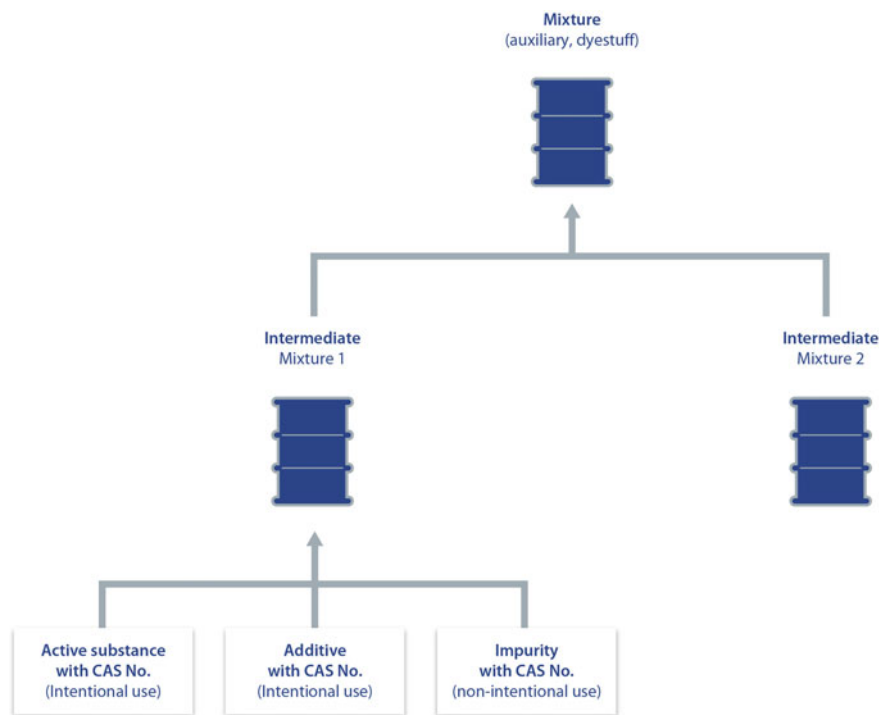 Mixture
(auxiliary, dyestuff)
Intermediate
Mixture 1
Intermediate
Mixture 2
Active substance
with CAS No.
(Intentional use)
Additive
with CAS No.
(Intentional use)
Impurity
with CAS No.
(non-intentional use)